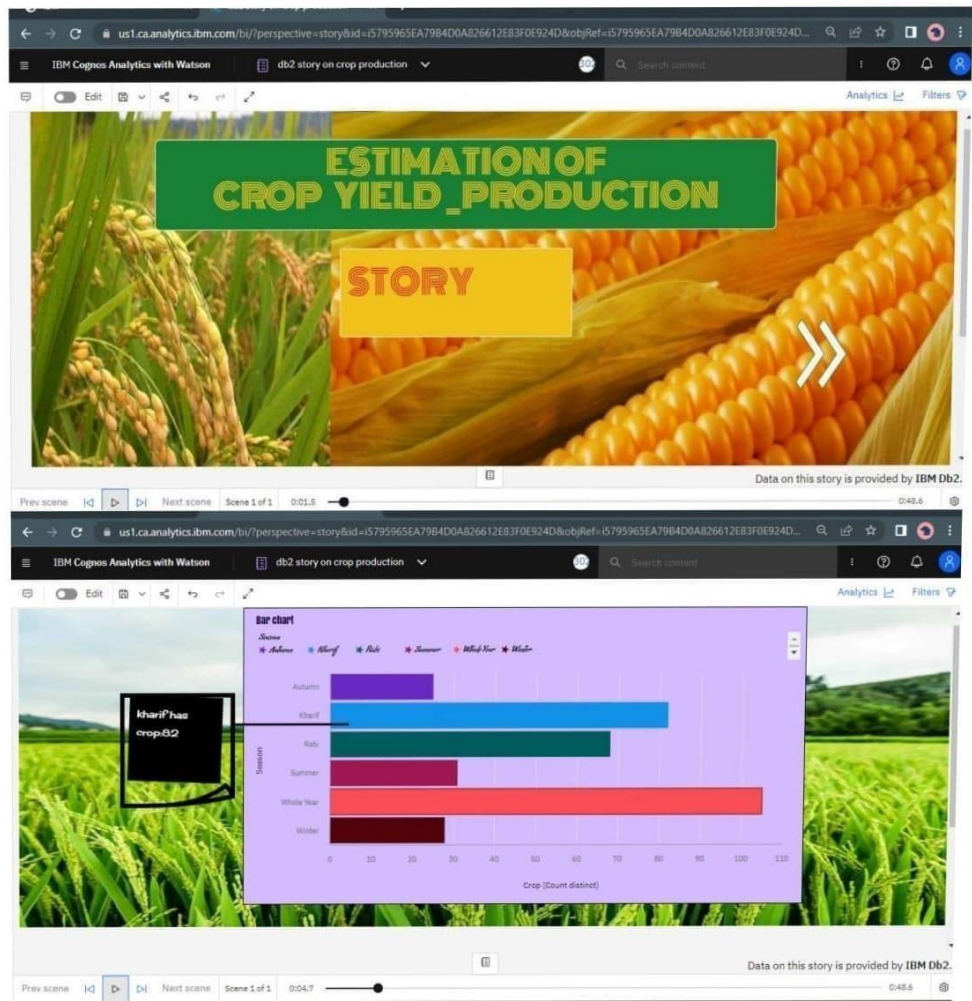 us1.ca.analytics.ibm.com/bi/?perspective=story&id=i5795965EA79B4D0A826612E83F0E924D&objRef=i5795965EA79B4D0A826612E83F0E924D...
IBM Cognos Analytics with Watson db2 story on crop production Search content
Edit Analytics Filters
ESTIMATION OF
CROP YIELD_PRODUCTION
STORY
Data on this story is provided by IBM Db2.
Prev scene Next scene Scene 1 of 1 0:01.5 0:48.6
us1.ca.analytics.ibm.com/bi/?perspective=story&id=i5795965EA79B4D0A826612E83F0E924D&objRef=i5795965EA79B4D0A826612E83F0E924D...
IBM Cognos Analytics with Watson db2 story on crop production Search content
Edit Analytics Filters
Bar chart
Season
Autumn Kharif Rabi Summer Whole Year Winter
Autumn
kharif has
crop:82
Kharif
Rabi
Season
Summer
Whole Year
Winter
0 10 20 30 40 50 60 70 80 90 100 110
Crop (Count distinct)
Data on this story is provided by IBM Db2.
Prev scene Next scene Scene 1 of 1 0:04.7 0:48.6